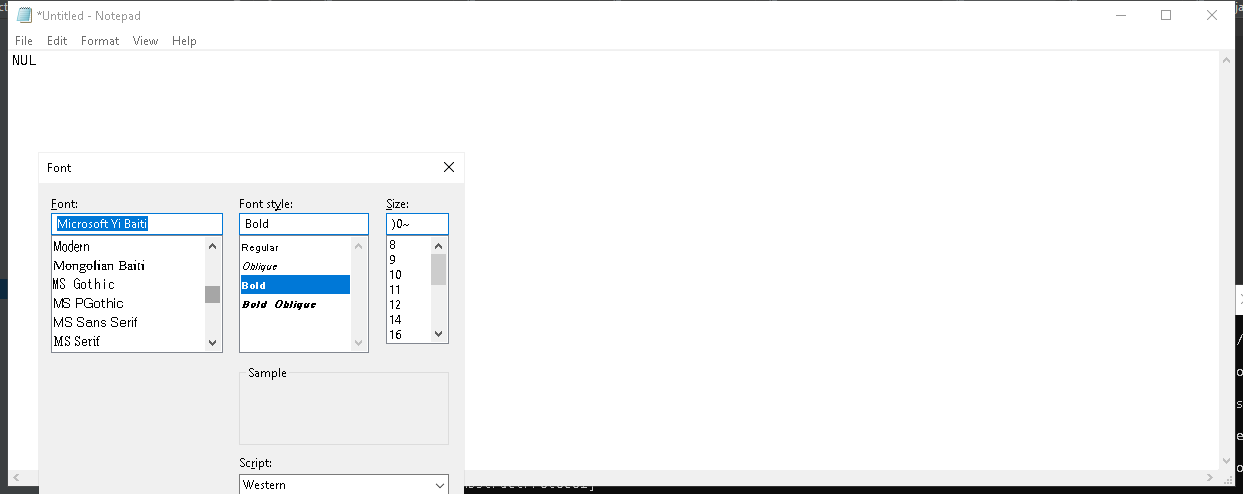 *Untitled - Notepad
File Edit Format View Help
NUL
Font
Font: Font style: Size:
Microsoft Yi Baiti Bold )0~
Modern
Mongolian Baiti
MS Gothic
MS PGothic
MS Sans Serif
MS Serif
Regular
Oblique
Bold
Bold Oblique
8
9
10
11
12
14
16
Sample
Script:
Western